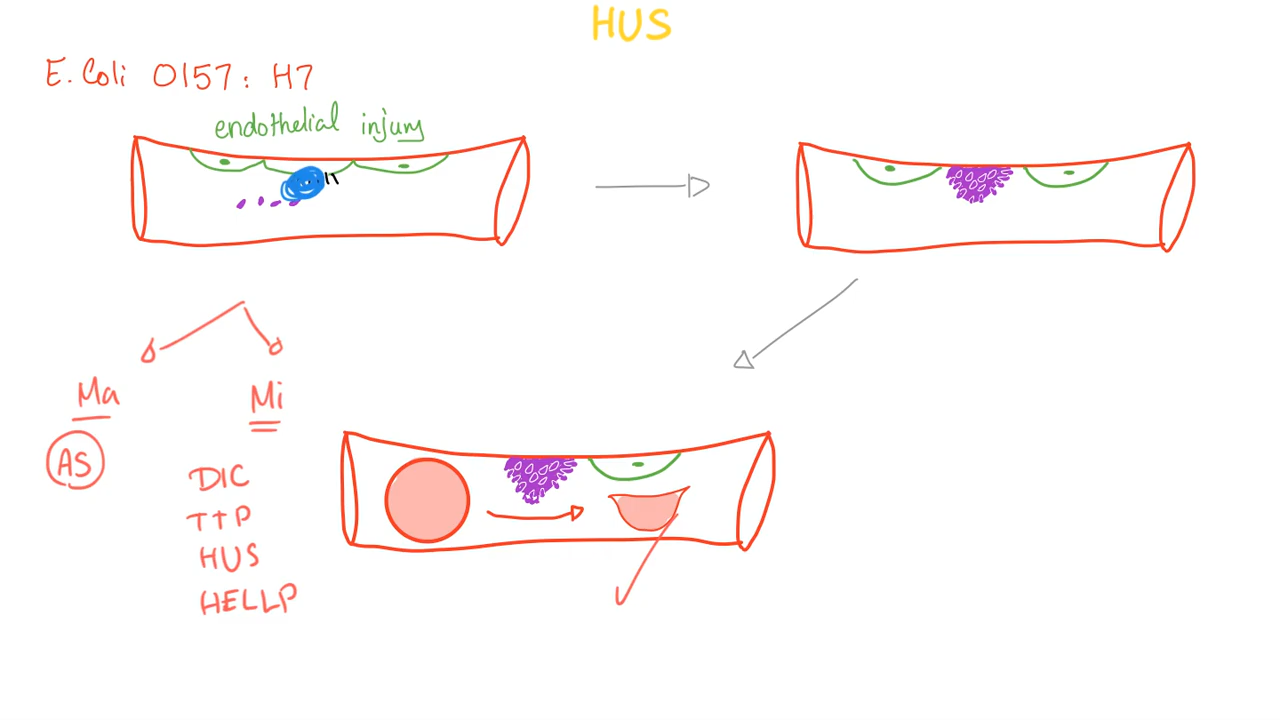 HUS
E. Coli O157: H7
endothelial injury
Ma
Mi
AS
DIC
TTP
HUS
HELLP